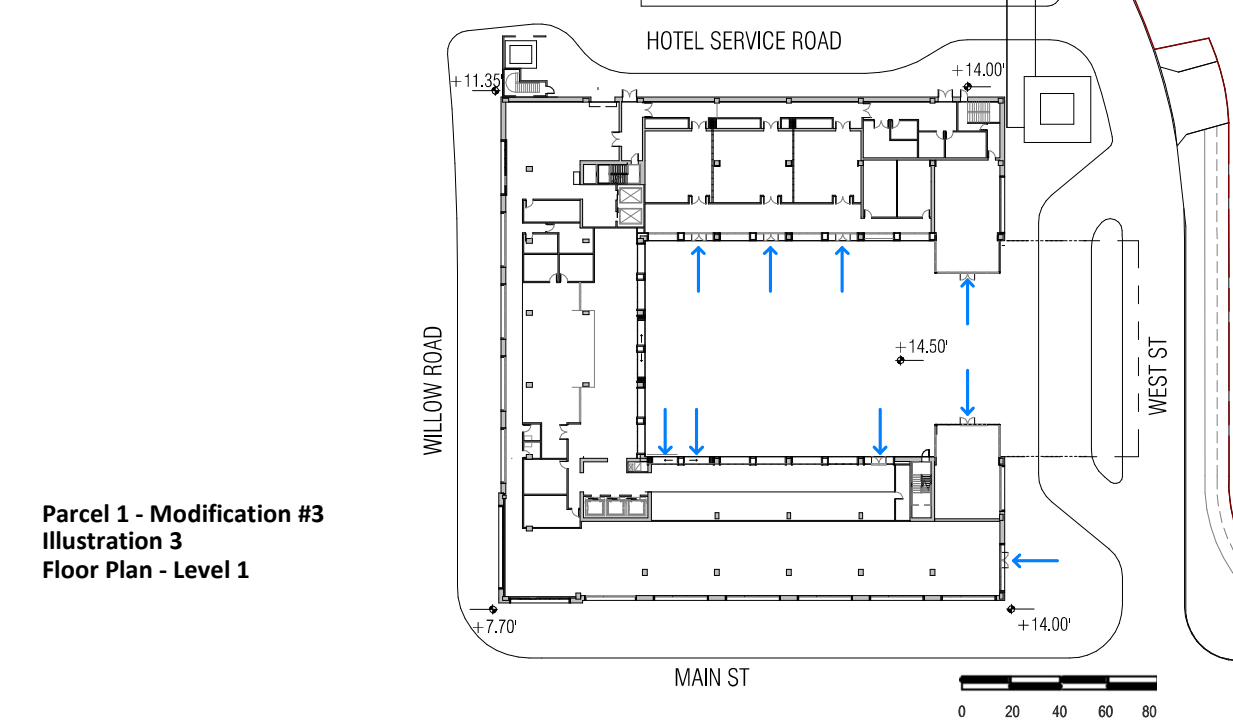 HOTEL SERVICE ROAD
+11.35'
+14.00'
WILLOW ROAD
+14.50'
WEST ST
Parcel 1 - Modification #3
Illustration 3
Floor Plan - Level 1
+7.70'
+14.00'
MAIN ST
0 20 40 60 80